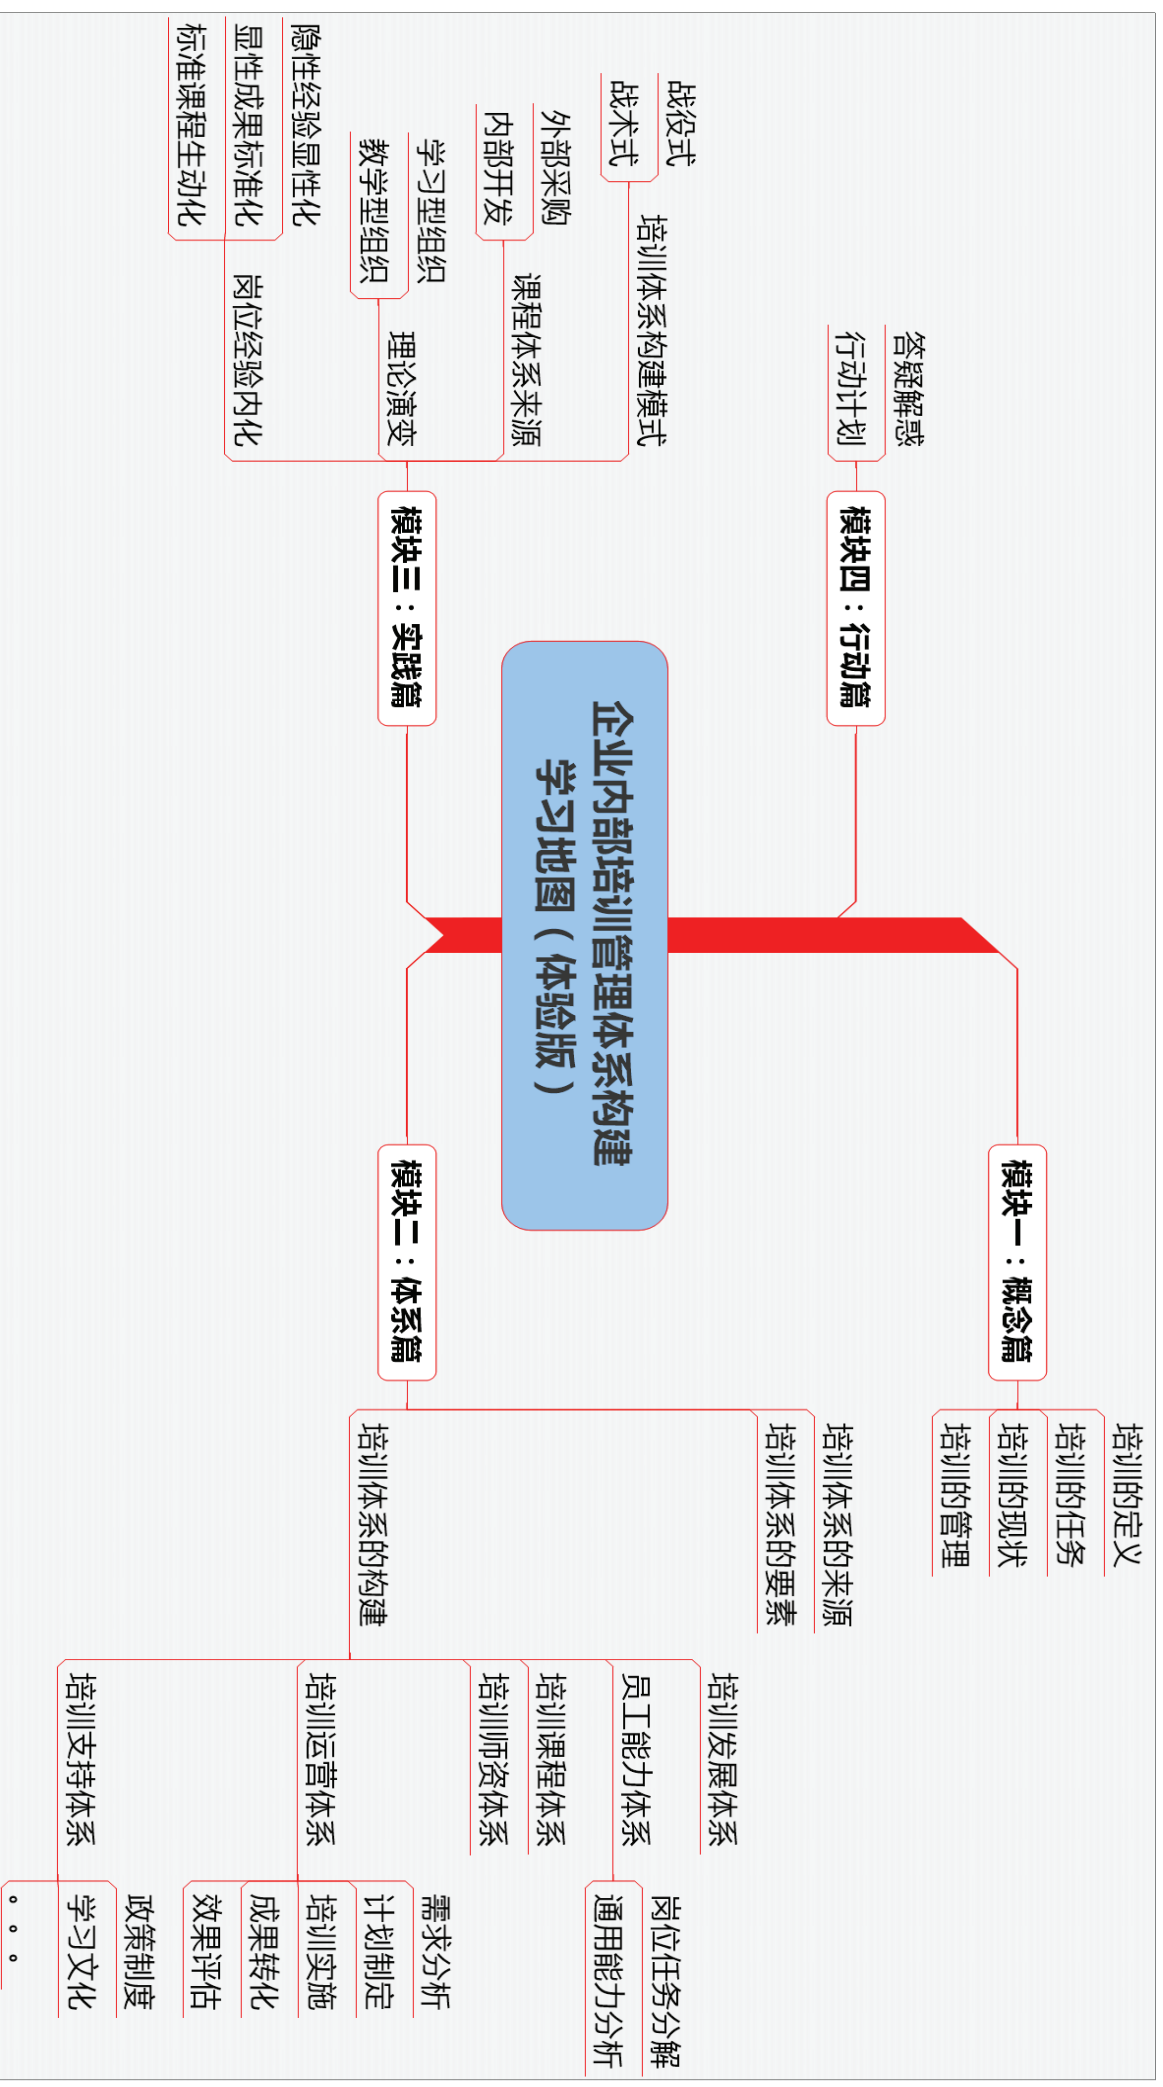 企业内部培训管理体系构建
学习地图（体验版）
模块一：概念篇
培训的定义
培训的任务
培训的现状
培训的管理
模块二：体系篇
培训体系的来源
培训体系的要素
培训体系的构建
培训发展体系
员工能力体系
岗位任务分解
通用能力分析
培训课程体系
培训师资体系
培训运营体系
需求分析
计划制定
培训实施
成果转化
效果评估
培训支持体系
政策制度
学习文化
。。。
模块三：实践篇
培训体系构建模式
战役式
战术式
课程体系来源
外部采购
内部开发
理论演变
学习型组织
教学型组织
岗位经验内化
隐性经验显性化
显性成果标准化
标准课程生动化
模块四：行动篇
答疑解惑
行动计划